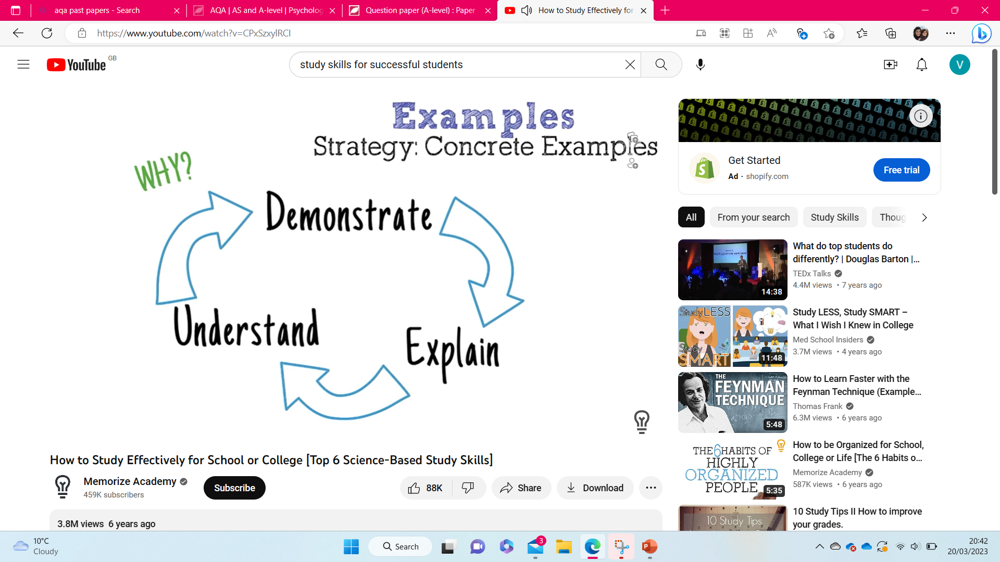 aqa past papers - Search
AQA | AS and A-level | Psycholog
Question paper (A-level) : Paper
How to Study Effectively for
https://www.youtube.com/watch?v=CPxSzxylRCI
YouTube GB
study skills for successful students
V
Examples
Strategy: Concrete Examples
WHY?
Demonstrate
Understand
Explain
How to Study Effectively for School or College [Top 6 Science-Based Study Skills]
Memorize Academy
459K subscribers
Subscribe
88K
Share
Download
3.8M views 6 years ago
Get Started
Ad · shopify.com
Free trial
All
From your search
Study Skills
Thoug
14:38
What do top students do
differently? | Douglas Barton |...
TEDx Talks
4.4M views • 7 years ago
Study LESS
Study
SMART
11:48
Study LESS, Study SMART –
What I Wish I Knew in College
Med School Insiders
3.7M views • 4 years ago
THE
FEYNMAN
TECHNIQUE
5:48
How to Learn Faster with the
Feynman Technique (Example...
Thomas Frank
6.3M views • 6 years ago
THE 6 HABITS OF
HIGHLY
ORGANIZED
PEOPLE
5:35
How to be Organized for School,
College or Life [The 6 Habits o...
Memorize Academy
587K views • 6 years ago
10 Study Tips
10 Study Tips II How to improve
your grades.
10°C
Cloudy
Search
3
20:42
20/03/2023